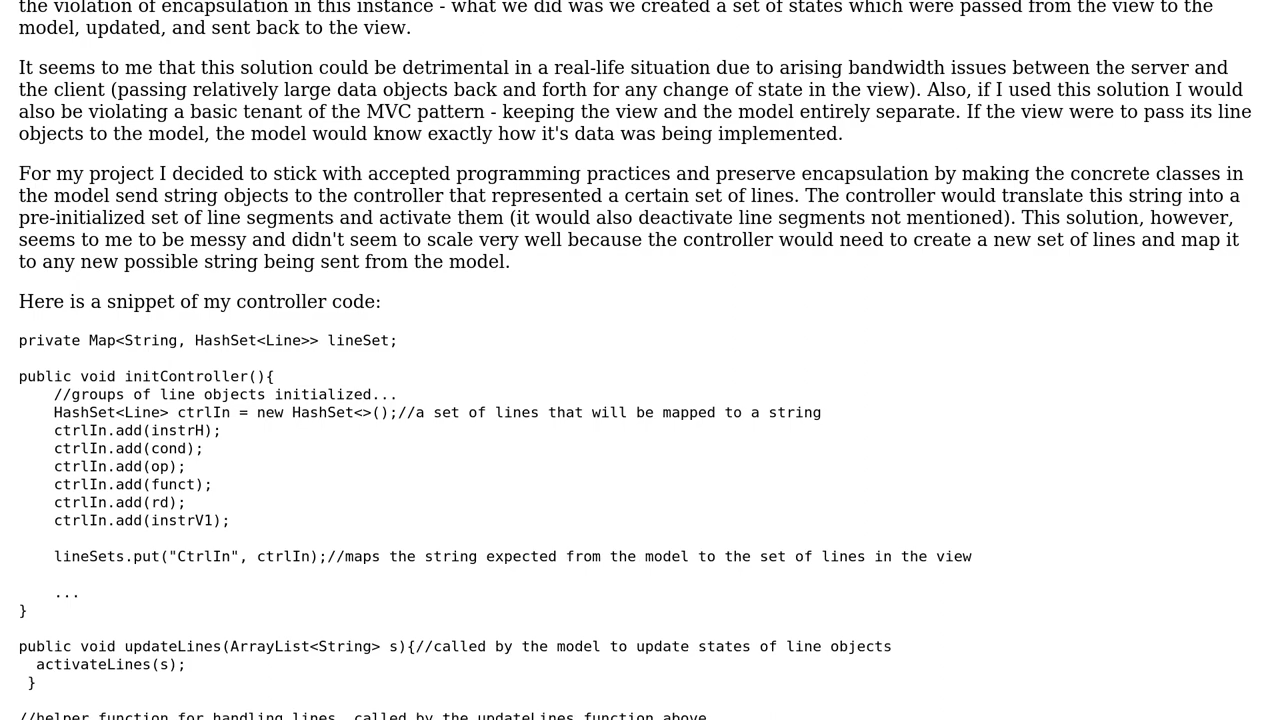 the violation of encapsulation in this instance - what we did was we created a set of states which were passed from the view to the
model, updated, and sent back to the view.
It seems to me that this solution could be detrimental in a real-life situation due to arising bandwidth issues between the server and
the client (passing relatively large data objects back and forth for any change of state in the view). Also, if I used this solution I would
also be violating a basic tenant of the MVC pattern - keeping the view and the model entirely separate. If the view were to pass its line
objects to the model, the model would know exactly how it's data was being implemented.
For my project I decided to stick with accepted programming practices and preserve encapsulation by making the concrete classes in
the model send string objects to the controller that represented a certain set of lines. The controller would translate this string into a
pre-initialized set of line segments and activate them (it would also deactivate line segments not mentioned). This solution, however,
seems to me to be messy and didn't seem to scale very well because the controller would need to create a new set of lines and map it
to any new possible string being sent from the model.
Here is a snippet of my controller code:
private Map<String, HashSet<Line>> lineSet;
public void initController(){
    //groups of line objects initialized...
    HashSet<Line> ctrlIn = new HashSet<>();//a set of lines that will be mapped to a string
    ctrlIn.add(instrH);
    ctrlIn.add(cond);
    ctrlIn.add(op);
    ctrlIn.add(funct);
    ctrlIn.add(rd);
    ctrlIn.add(instrV1);
    lineSets.put("CtrlIn", ctrlIn);//maps the string expected from the model to the set of lines in the view
    ...
}
public void updateLines(ArrayList<String> s){//called by the model to update states of line objects
  activateLines(s);
 }
//helper function for handling lines, called by the updateLines function above